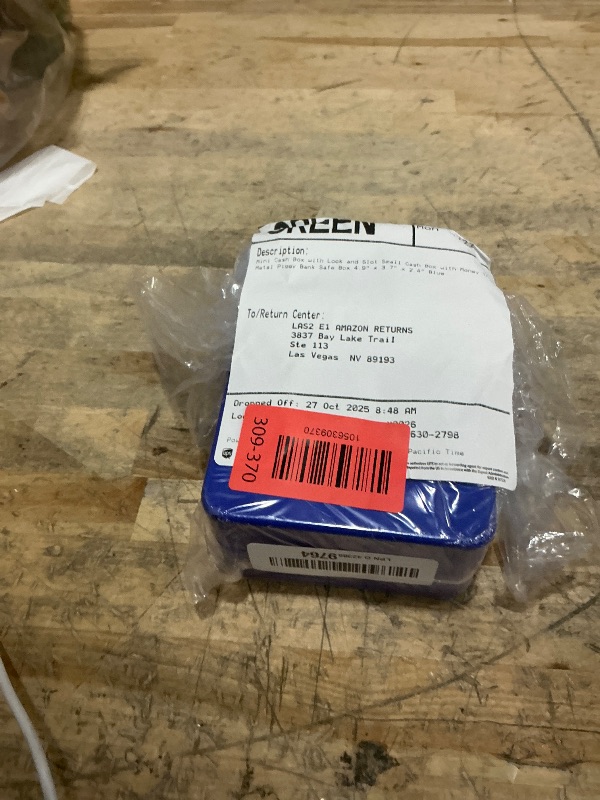 GREEN
Description:
Mini Cash Box with Lock and Slot Small Cash Box with Money
Metal Piggy Bank Safe Box 4.9" x 3.7" x 2.4" Blue
To/Return Center:
LAS2 E1 AMAZON RETURNS
3837 Bay Lake Trail
Ste 113
Las Vegas NV 89193
Dropped Off: 27 Oct 2025 8:48 AM
630-2798
Pacific Time
309-370
1056309370
9764